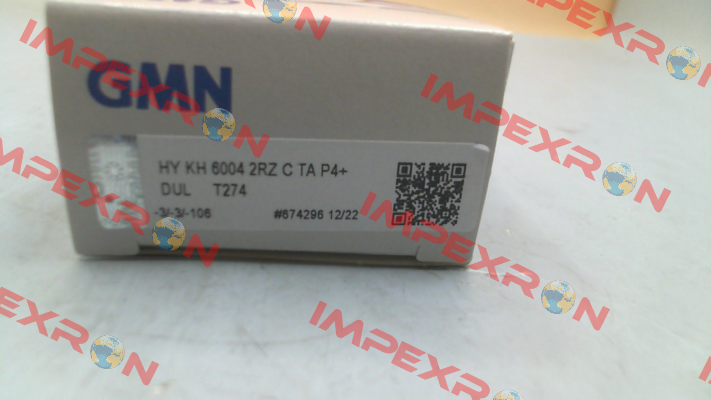 GMN
HY KH 6004 2RZ C TA P4+
DUL T274
-3/-3/-106 #674296 12/22
IMPEXRON
IMPEXRON
IMPEXRON
IMPEXRON
IMPEXRON
IMPEXRON
IMPEXRON